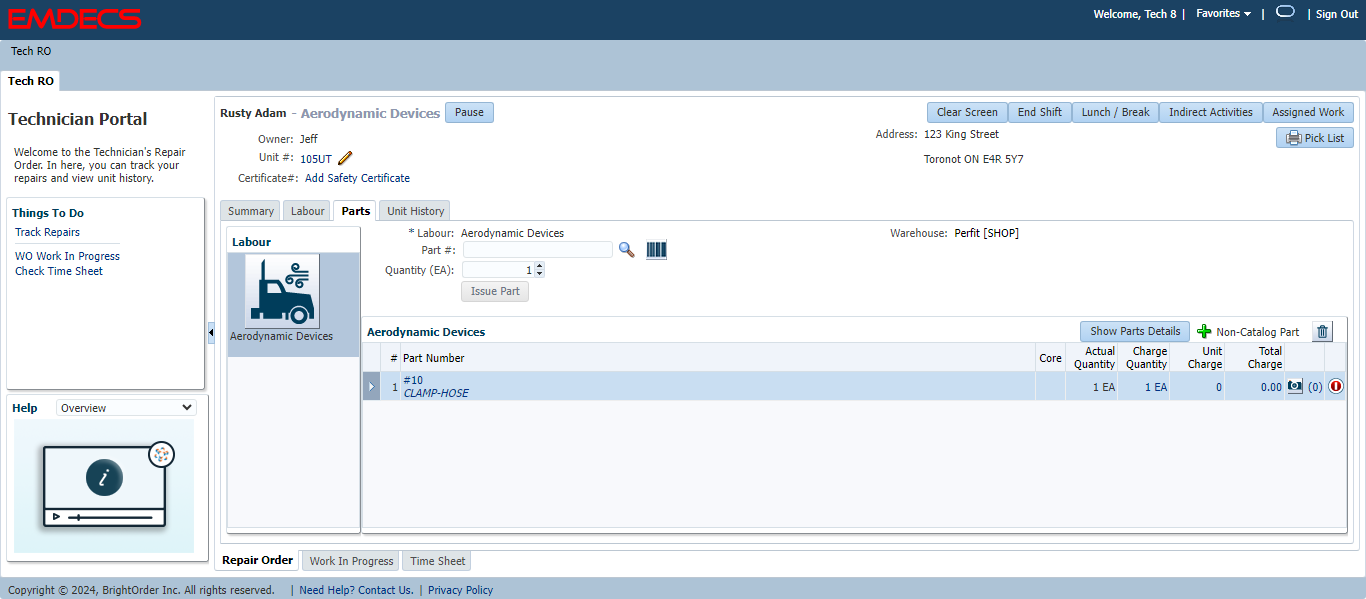 EMDECS
Welcome, Tech 8 | Favorites | | Sign Out
Tech RO
Tech RO
Technician Portal
Welcome to the Technician's Repair
Order. In here, you can track your
repairs and view unit history.
Things To Do
Track Repairs
WO Work In Progress
Check Time Sheet
Help Overview
i
Rusty Adam - Aerodynamic Devices Pause
Clear Screen End Shift Lunch / Break Indirect Activities Assigned Work
Pick List
Owner: Jeff
Unit #: 105UT
Certificate#: Add Safety Certificate
Address: 123 King Street
Toronot ON E4R 5Y7
Summary Labour Parts Unit History
Labour
Aerodynamic Devices
* Labour: Aerodynamic Devices
Part #:
Quantity (EA): 1
Issue Part
Warehouse: Perfit [SHOP]
Aerodynamic Devices
Show Parts Details Non-Catalog Part
# Part Number Core Actual Quantity Charge Quantity Unit Charge Total Charge
1 #10 1 EA 1 EA 0 0.00 (0)
CLAMP-HOSE
Repair Order Work In Progress Time Sheet
Copyright © 2024, BrightOrder Inc. All rights reserved. | Need Help? Contact Us. | Privacy Policy